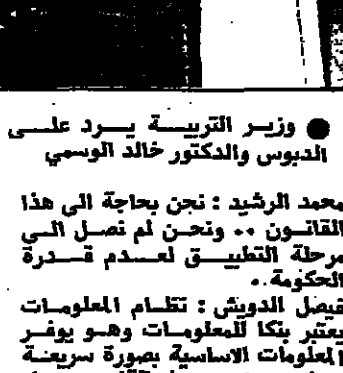 ● وزير التربية يرد على
الدبوس والدكتور خالد الوسمي
محمد الرشيد : نحن بحاجة الى هذا
القانون .. ونحن لم نصل الى
مرحلة التطبيق لعدم قدرة
الحكومة .
فيصل الدويش : نظام المعلومات
يعتبر بنكا للمعلومات وهو يوفر
المعلومات الاساسية بصورة سريعة